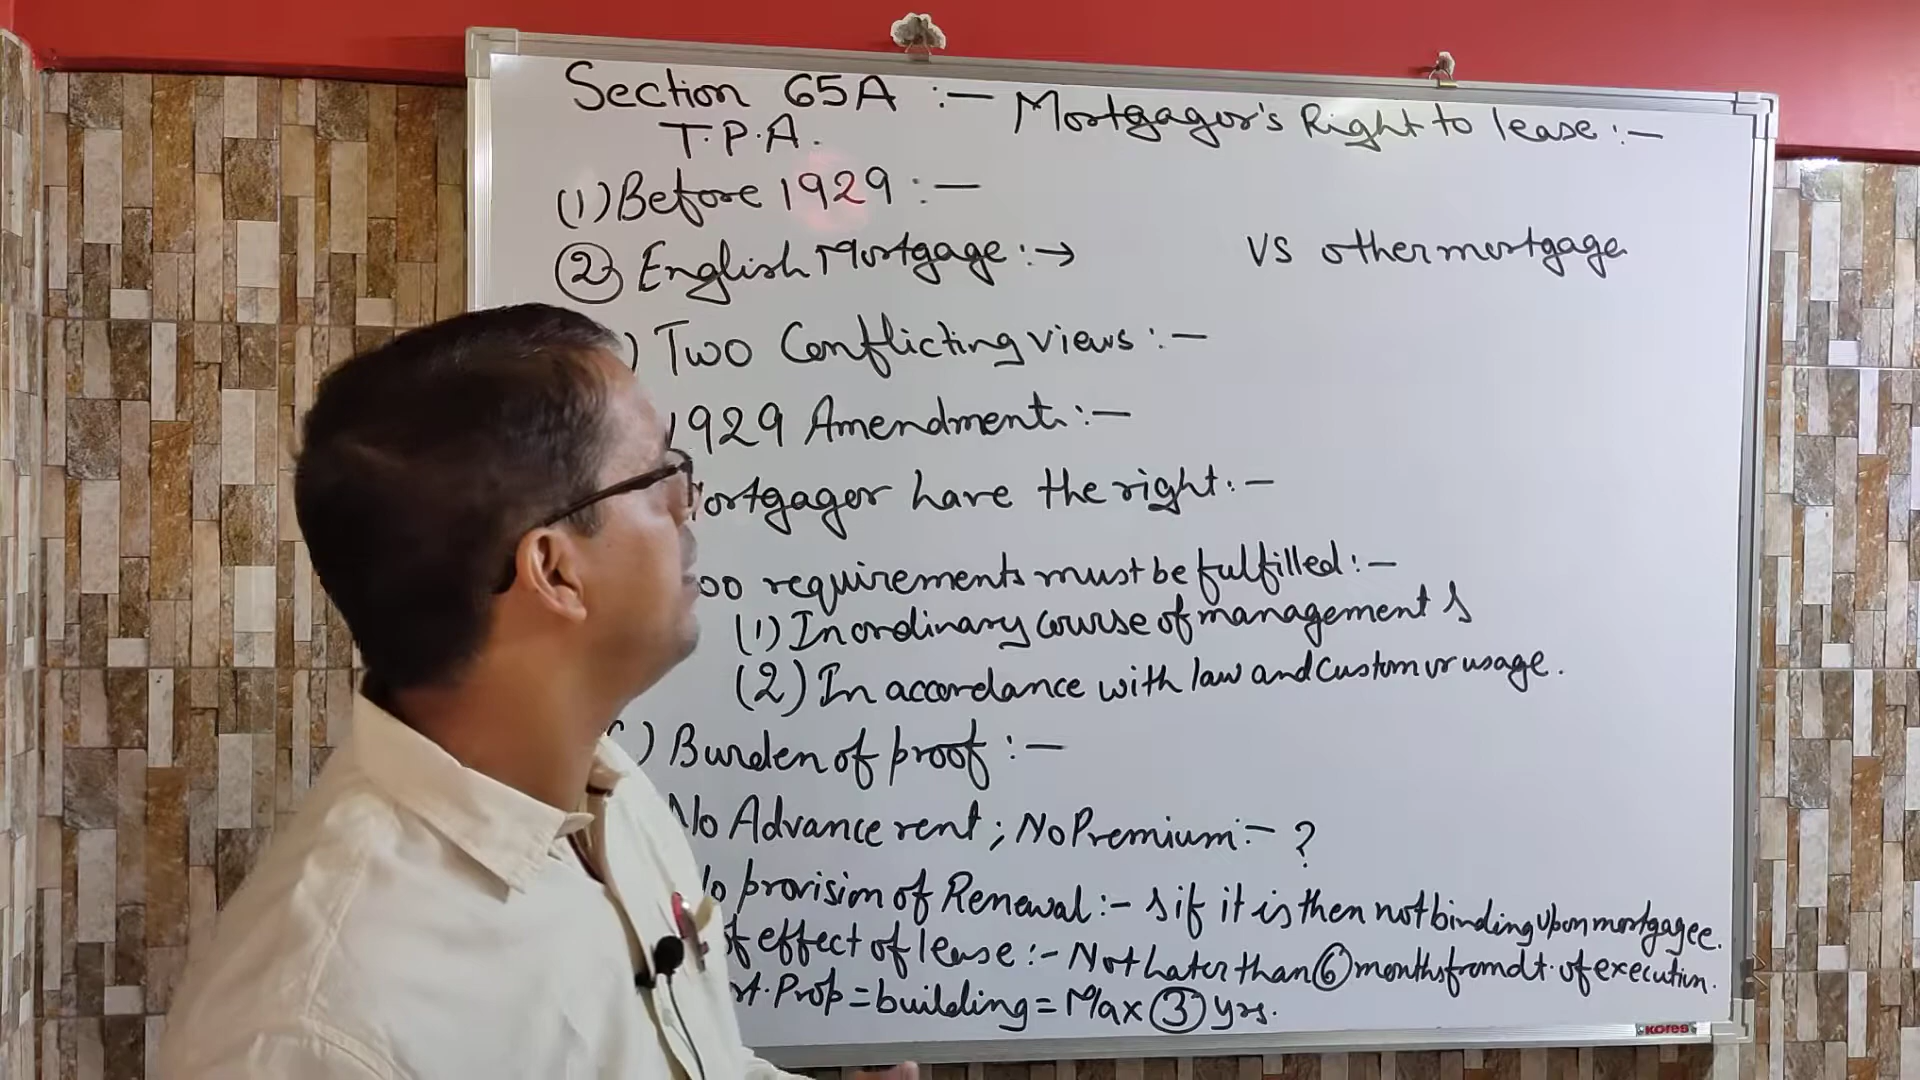 Section 65A :- Mortgagor's Right to lease :-
T.P.A.
(1) Before 1929 :-
(2) English Mortgage :→ VS other mortgage
) Two Conflicting views :-
1929 Amendment :-
ortgagor have the right :-
oo requirements must be fulfilled :-
(1) In ordinary course of management &
(2) In accordance with law and custom or usage.
) Burden of proof :-
No Advance rent ; No Premium :- ?
o provision of Renewal :- & if it is then not binding upon mortgagee.
of effect of lease :- Not later than (6) months from dt. of execution.
rt. Prop = building = Max (3) yrs.
KORES